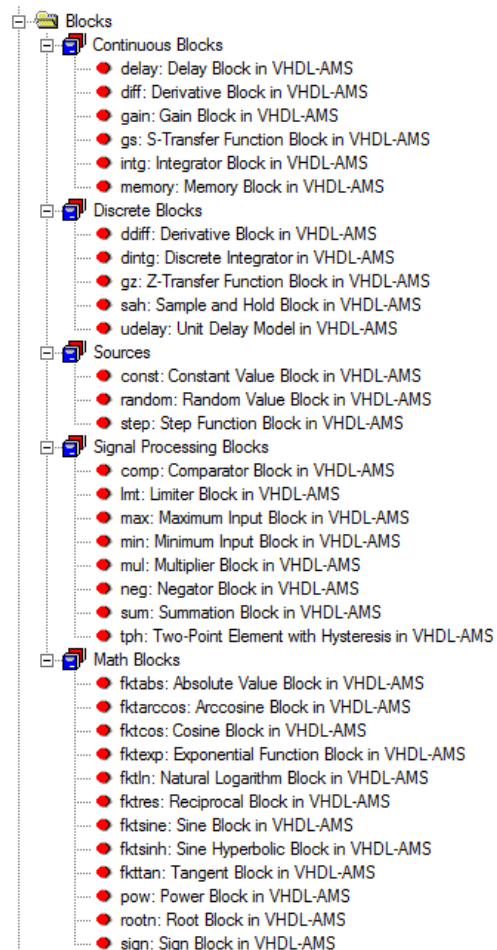 Blocks
Continuous Blocks
delay: Delay Block in VHDL-AMS
diff: Derivative Block in VHDL-AMS
gain: Gain Block in VHDL-AMS
gs: S-Transfer Function Block in VHDL-AMS
intg: Integrator Block in VHDL-AMS
memory: Memory Block in VHDL-AMS
Discrete Blocks
ddiff: Derivative Block in VHDL-AMS
dintg: Discrete Integrator in VHDL-AMS
gz: Z-Transfer Function Block in VHDL-AMS
sah: Sample and Hold Block in VHDL-AMS
udelay: Unit Delay Model in VHDL-AMS
Sources
const: Constant Value Block in VHDL-AMS
random: Random Value Block in VHDL-AMS
step: Step Function Block in VHDL-AMS
Signal Processing Blocks
comp: Comparator Block in VHDL-AMS
lmt: Limiter Block in VHDL-AMS
max: Maximum Input Block in VHDL-AMS
min: Minimum Input Block in VHDL-AMS
mul: Multiplier Block in VHDL-AMS
neg: Negator Block in VHDL-AMS
sum: Summation Block in VHDL-AMS
tph: Two-Point Element with Hysteresis in VHDL-AMS
Math Blocks
fktabs: Absolute Value Block in VHDL-AMS
fktarccos: Arccosine Block in VHDL-AMS
fktcos: Cosine Block in VHDL-AMS
fktexp: Exponential Function Block in VHDL-AMS
fktln: Natural Logarithm Block in VHDL-AMS
fktres: Reciprocal Block in VHDL-AMS
fktsine: Sine Block in VHDL-AMS
fktsinh: Sine Hyperbolic Block in VHDL-AMS
fkttan: Tangent Block in VHDL-AMS
pow: Power Block in VHDL-AMS
rootn: Root Block in VHDL-AMS
sign: Sign Block in VHDL-AMS